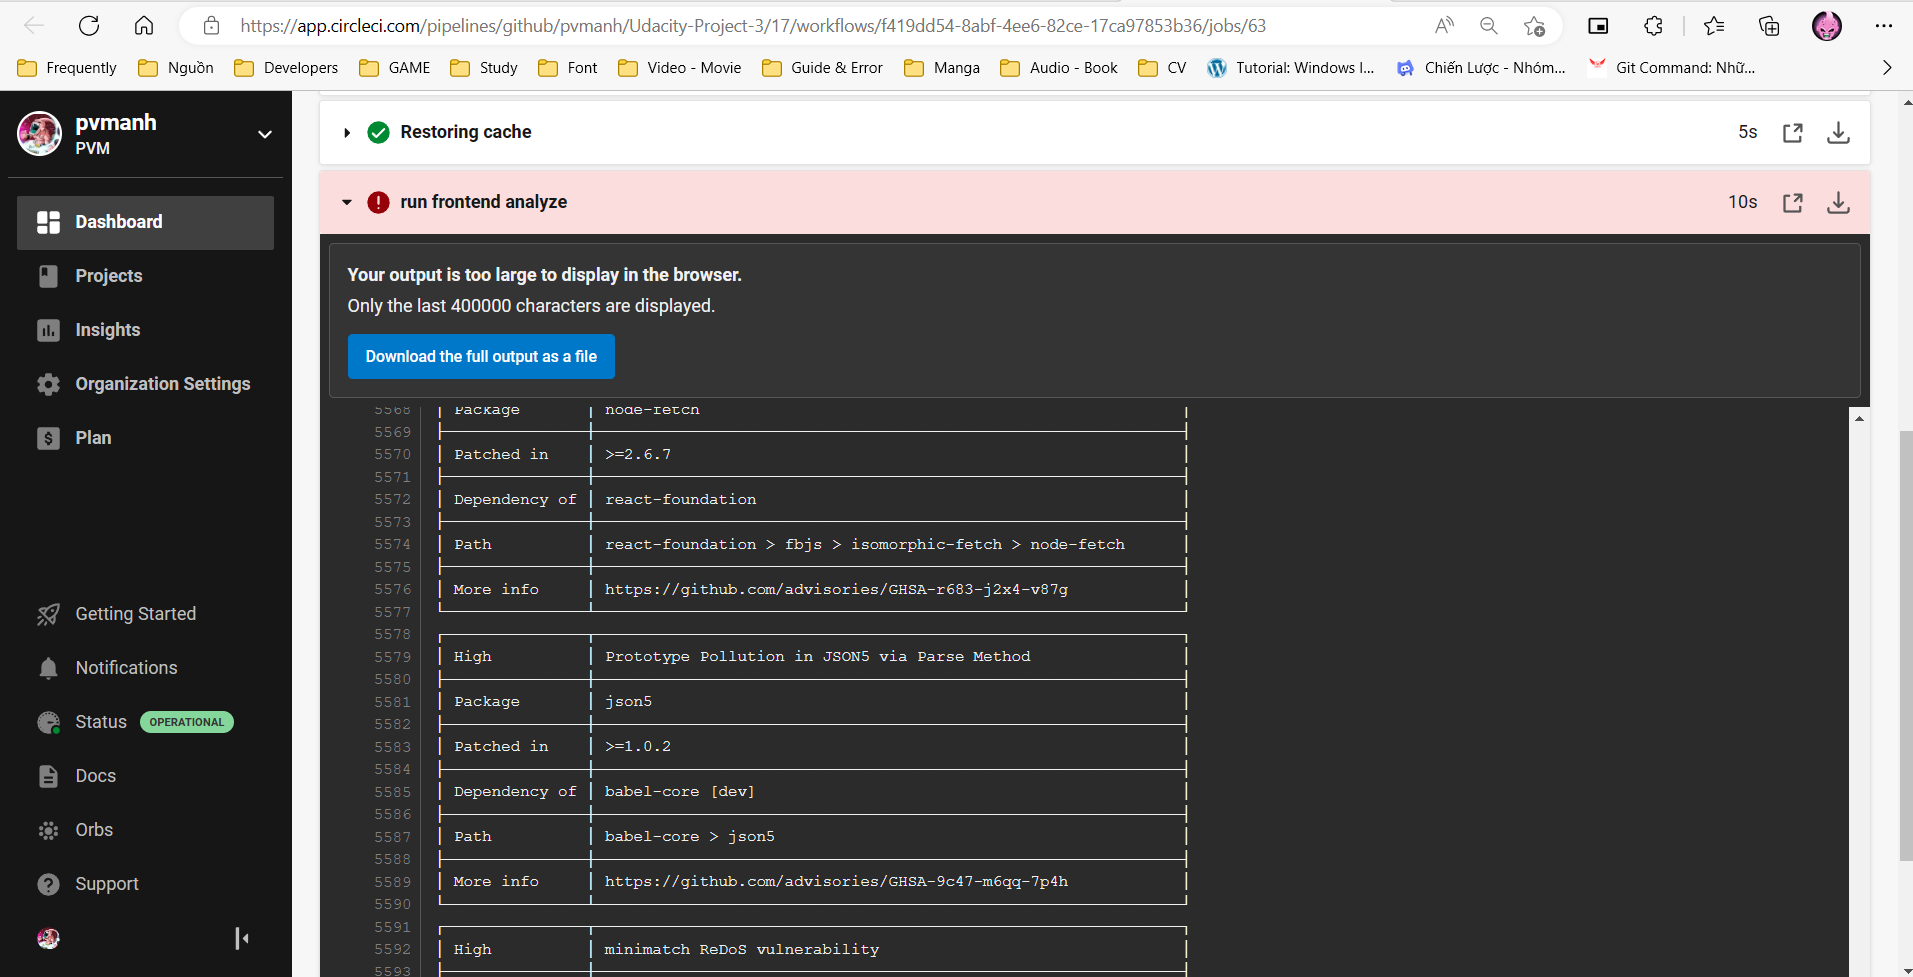 https://app.circleci.com/pipelines/github/pvmanh/Udacity-Project-3/17/workflows/f419dd54-8abf-4ee6-82ce-17ca97853b36/jobs/63
Frequently Nguồn Developers GAME Study Font Video - Movie Guide & Error Manga Audio - Book CV Tutorial: Windows I... Chiến Lược - Nhóm... Git Command: Nhữ...
pvmanh
PVM
Dashboard
Projects
Insights
Organization Settings
Plan
Getting Started
Notifications
Status OPERATIONAL
Docs
Orbs
Support
Restoring cache 5s
run frontend analyze 10s
Your output is too large to display in the browser.
Only the last 400000 characters are displayed.
Download the full output as a file
5568 Package node-fetch
5569
5570 Patched in >=2.6.7
5571
5572 Dependency of react-foundation
5573
5574 Path react-foundation > fbjs > isomorphic-fetch > node-fetch
5575
5576 More info https://github.com/advisories/GHSA-r683-j2x4-v87g
5577
5578
5579 High Prototype Pollution in JSON5 via Parse Method
5580
5581 Package json5
5582
5583 Patched in >=1.0.2
5584
5585 Dependency of babel-core [dev]
5586
5587 Path babel-core > json5
5588
5589 More info https://github.com/advisories/GHSA-9c47-m6qq-7p4h
5590
5591
5592 High minimatch ReDoS vulnerability
5593